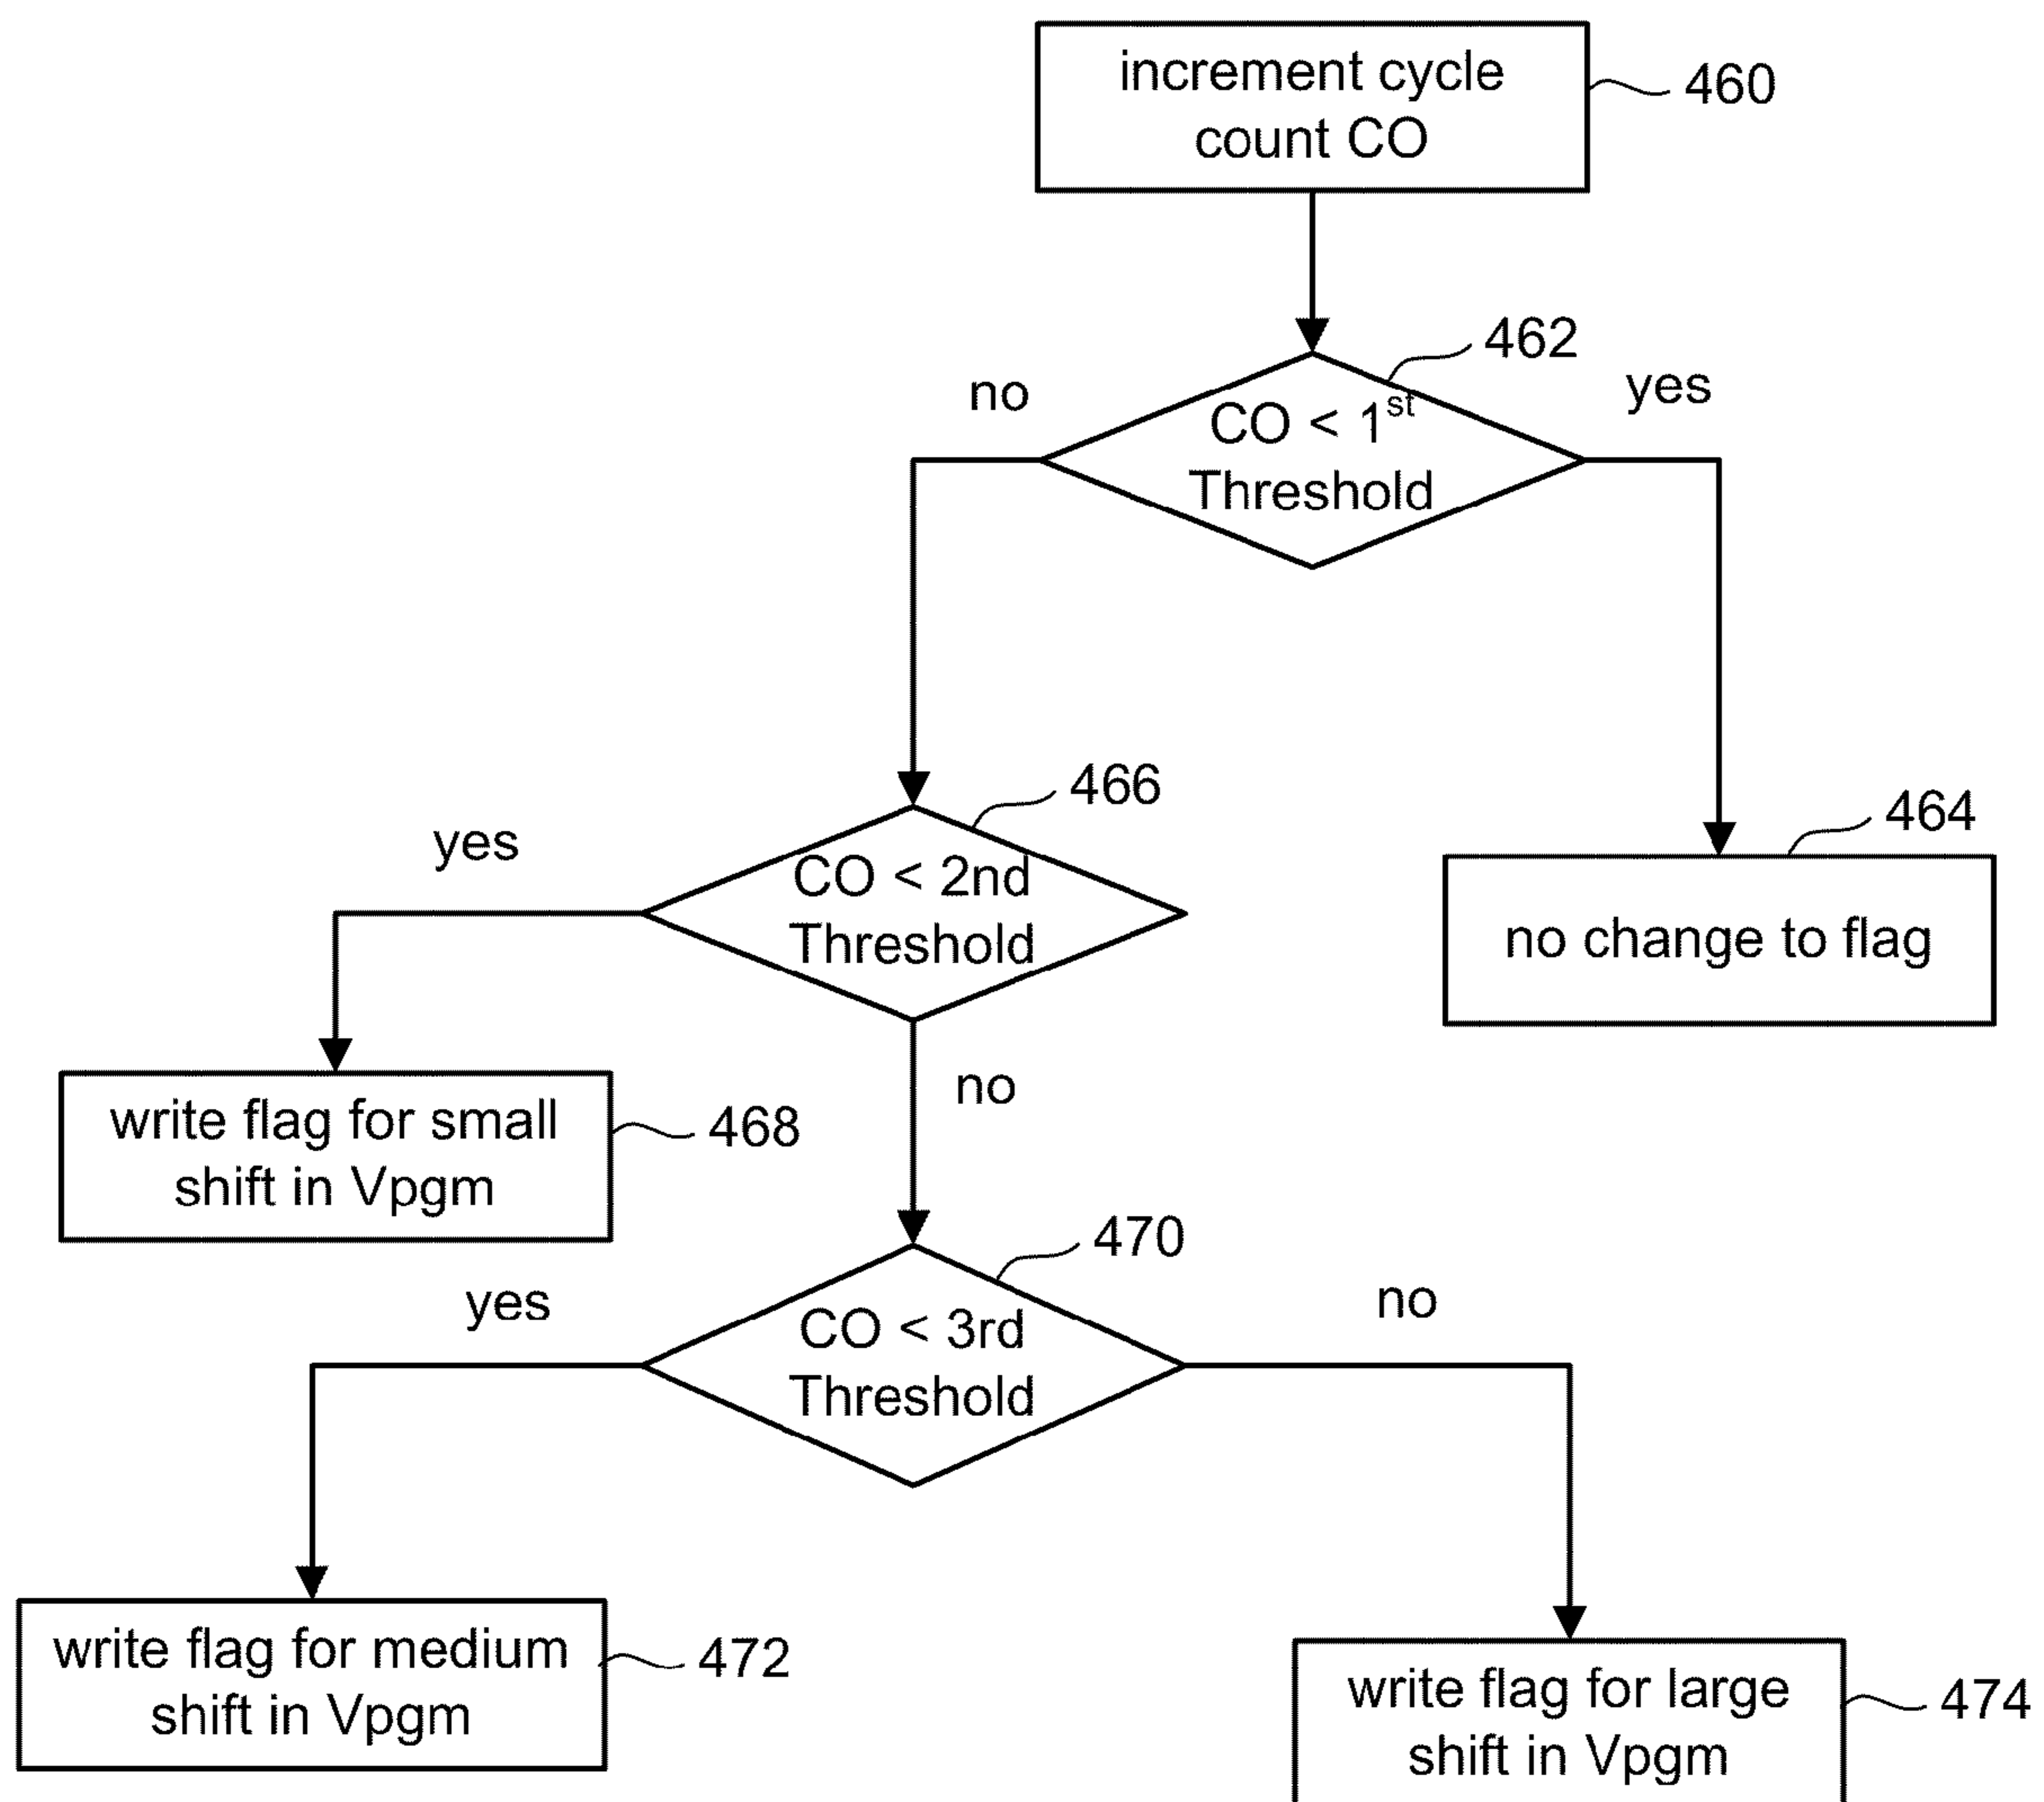 increment cycle
count CO
460
462
no
yes
CO < 1st
Threshold
466
464
yes
CO < 2nd
Threshold
no change to flag
no
write flag for small
shift in Vpgm
468
470
yes
no
CO < 3rd
Threshold
write flag for medium
shift in Vpgm
472
write flag for large
shift in Vpgm
474